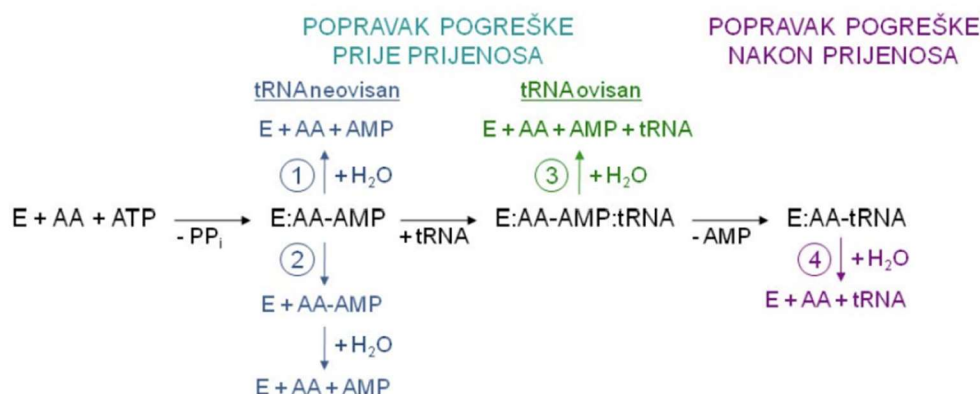 POPRAVAK POGREŠKE
PRIJE PRIJENOSA
POPRAVAK POGREŠKE
NAKON PRIJENOSA
tRNA neovisan
tRNA ovisan
E + AA + AMP
E + AA + AMP + tRNA
1
+ H₂O
3
+ H₂O
E + AA + ATP
- PPᵢ
E:AA-AMP
+ tRNA
E:AA-AMP:tRNA
- AMP
E:AA-tRNA
2
4
+ H₂O
E + AA-AMP
E + AA + tRNA
+ H₂O
E + AA + AMP